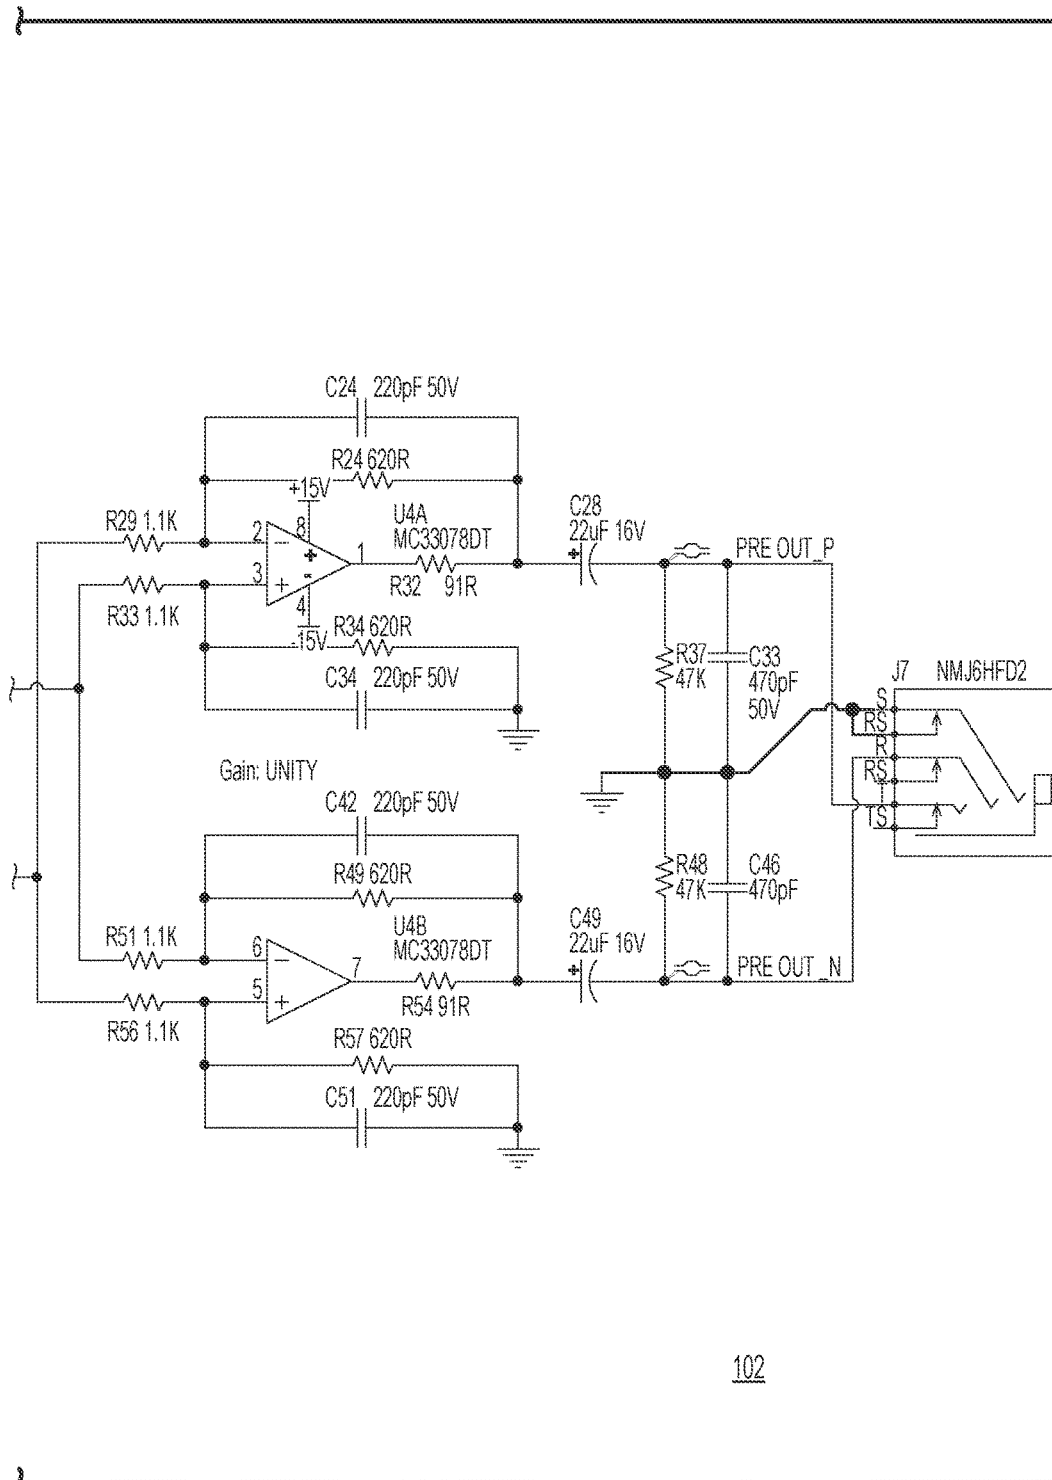 C24 220pF 50V
R24 620R
+15V
R29 1.1K
2
8
U4A
MC33078DT
1
C28
22uF 16V
+
PRE OUT_P
3
R32 91R
R33 1.1K
4
-15V
R34 620R
C34 220pF 50V
R37
47K
C33
470pF
50V
J7 NMJ6HFD2
S
RS
R
RS
T
TS
Gain: UNITY
C42 220pF 50V
R49 620R
R48
47K
C46
470pF
U4B
MC33078DT
C49
22uF 16V
+
R51 1.1K
6
7
PRE OUT_N
5
R54 91R
R56 1.1K
R57 620R
C51 220pF 50V
102